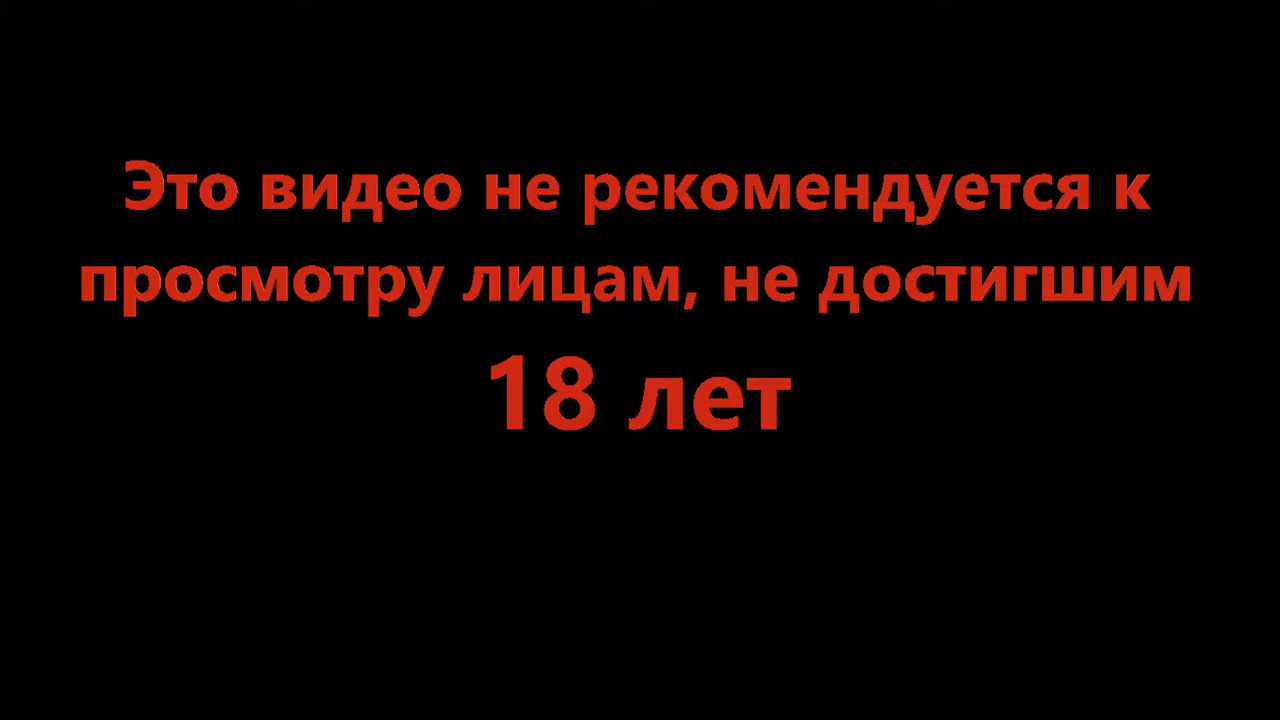 Это видео не рекомендуется к
просмотру лицам, не достигшим
18 лет